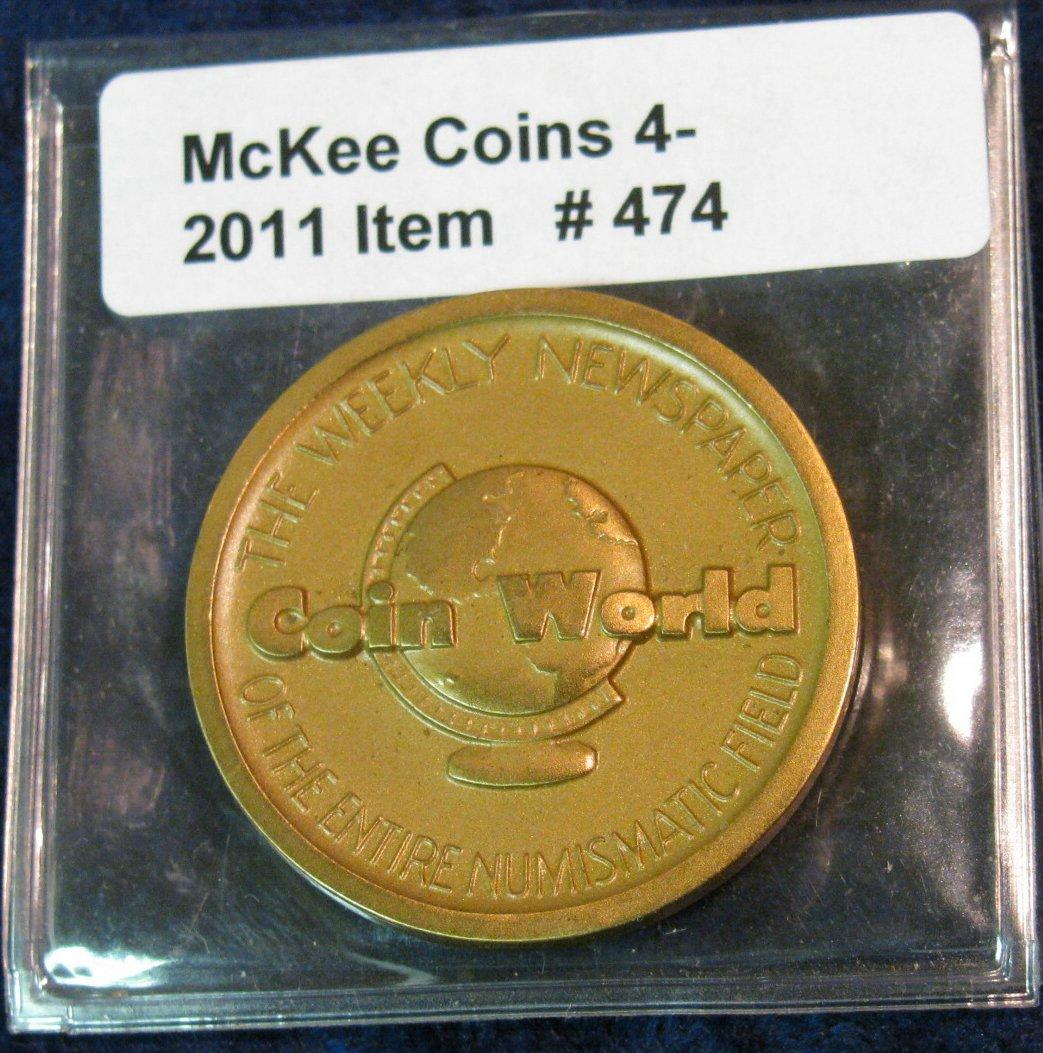 McKee Coins 4-
2011 Item # 474
THE WEEKLY NEWSPAPER
Coin World
OF THE ENTIRE NUMISMATIC FIELD